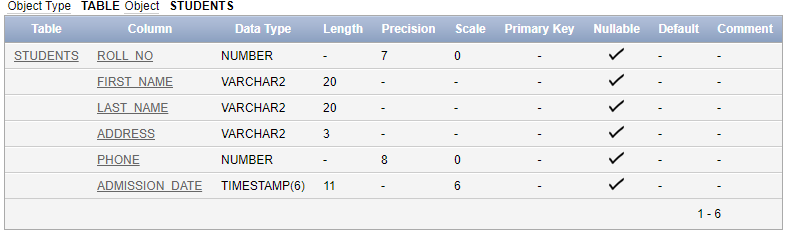 Object Type TABLE Object STUDENTS
Table Column Data Type Length Precision Scale Primary Key Nullable Default Comment
STUDENTS ROLL_NO NUMBER - 7 0 - ✓ - -
FIRST_NAME VARCHAR2 20 - - - ✓ - -
LAST_NAME VARCHAR2 20 - - - ✓ - -
ADDRESS VARCHAR2 3 - - - ✓ - -
PHONE NUMBER - 8 0 - ✓ - -
ADMISSION_DATE TIMESTAMP(6) 11 - 6 - ✓ - -
1 - 6